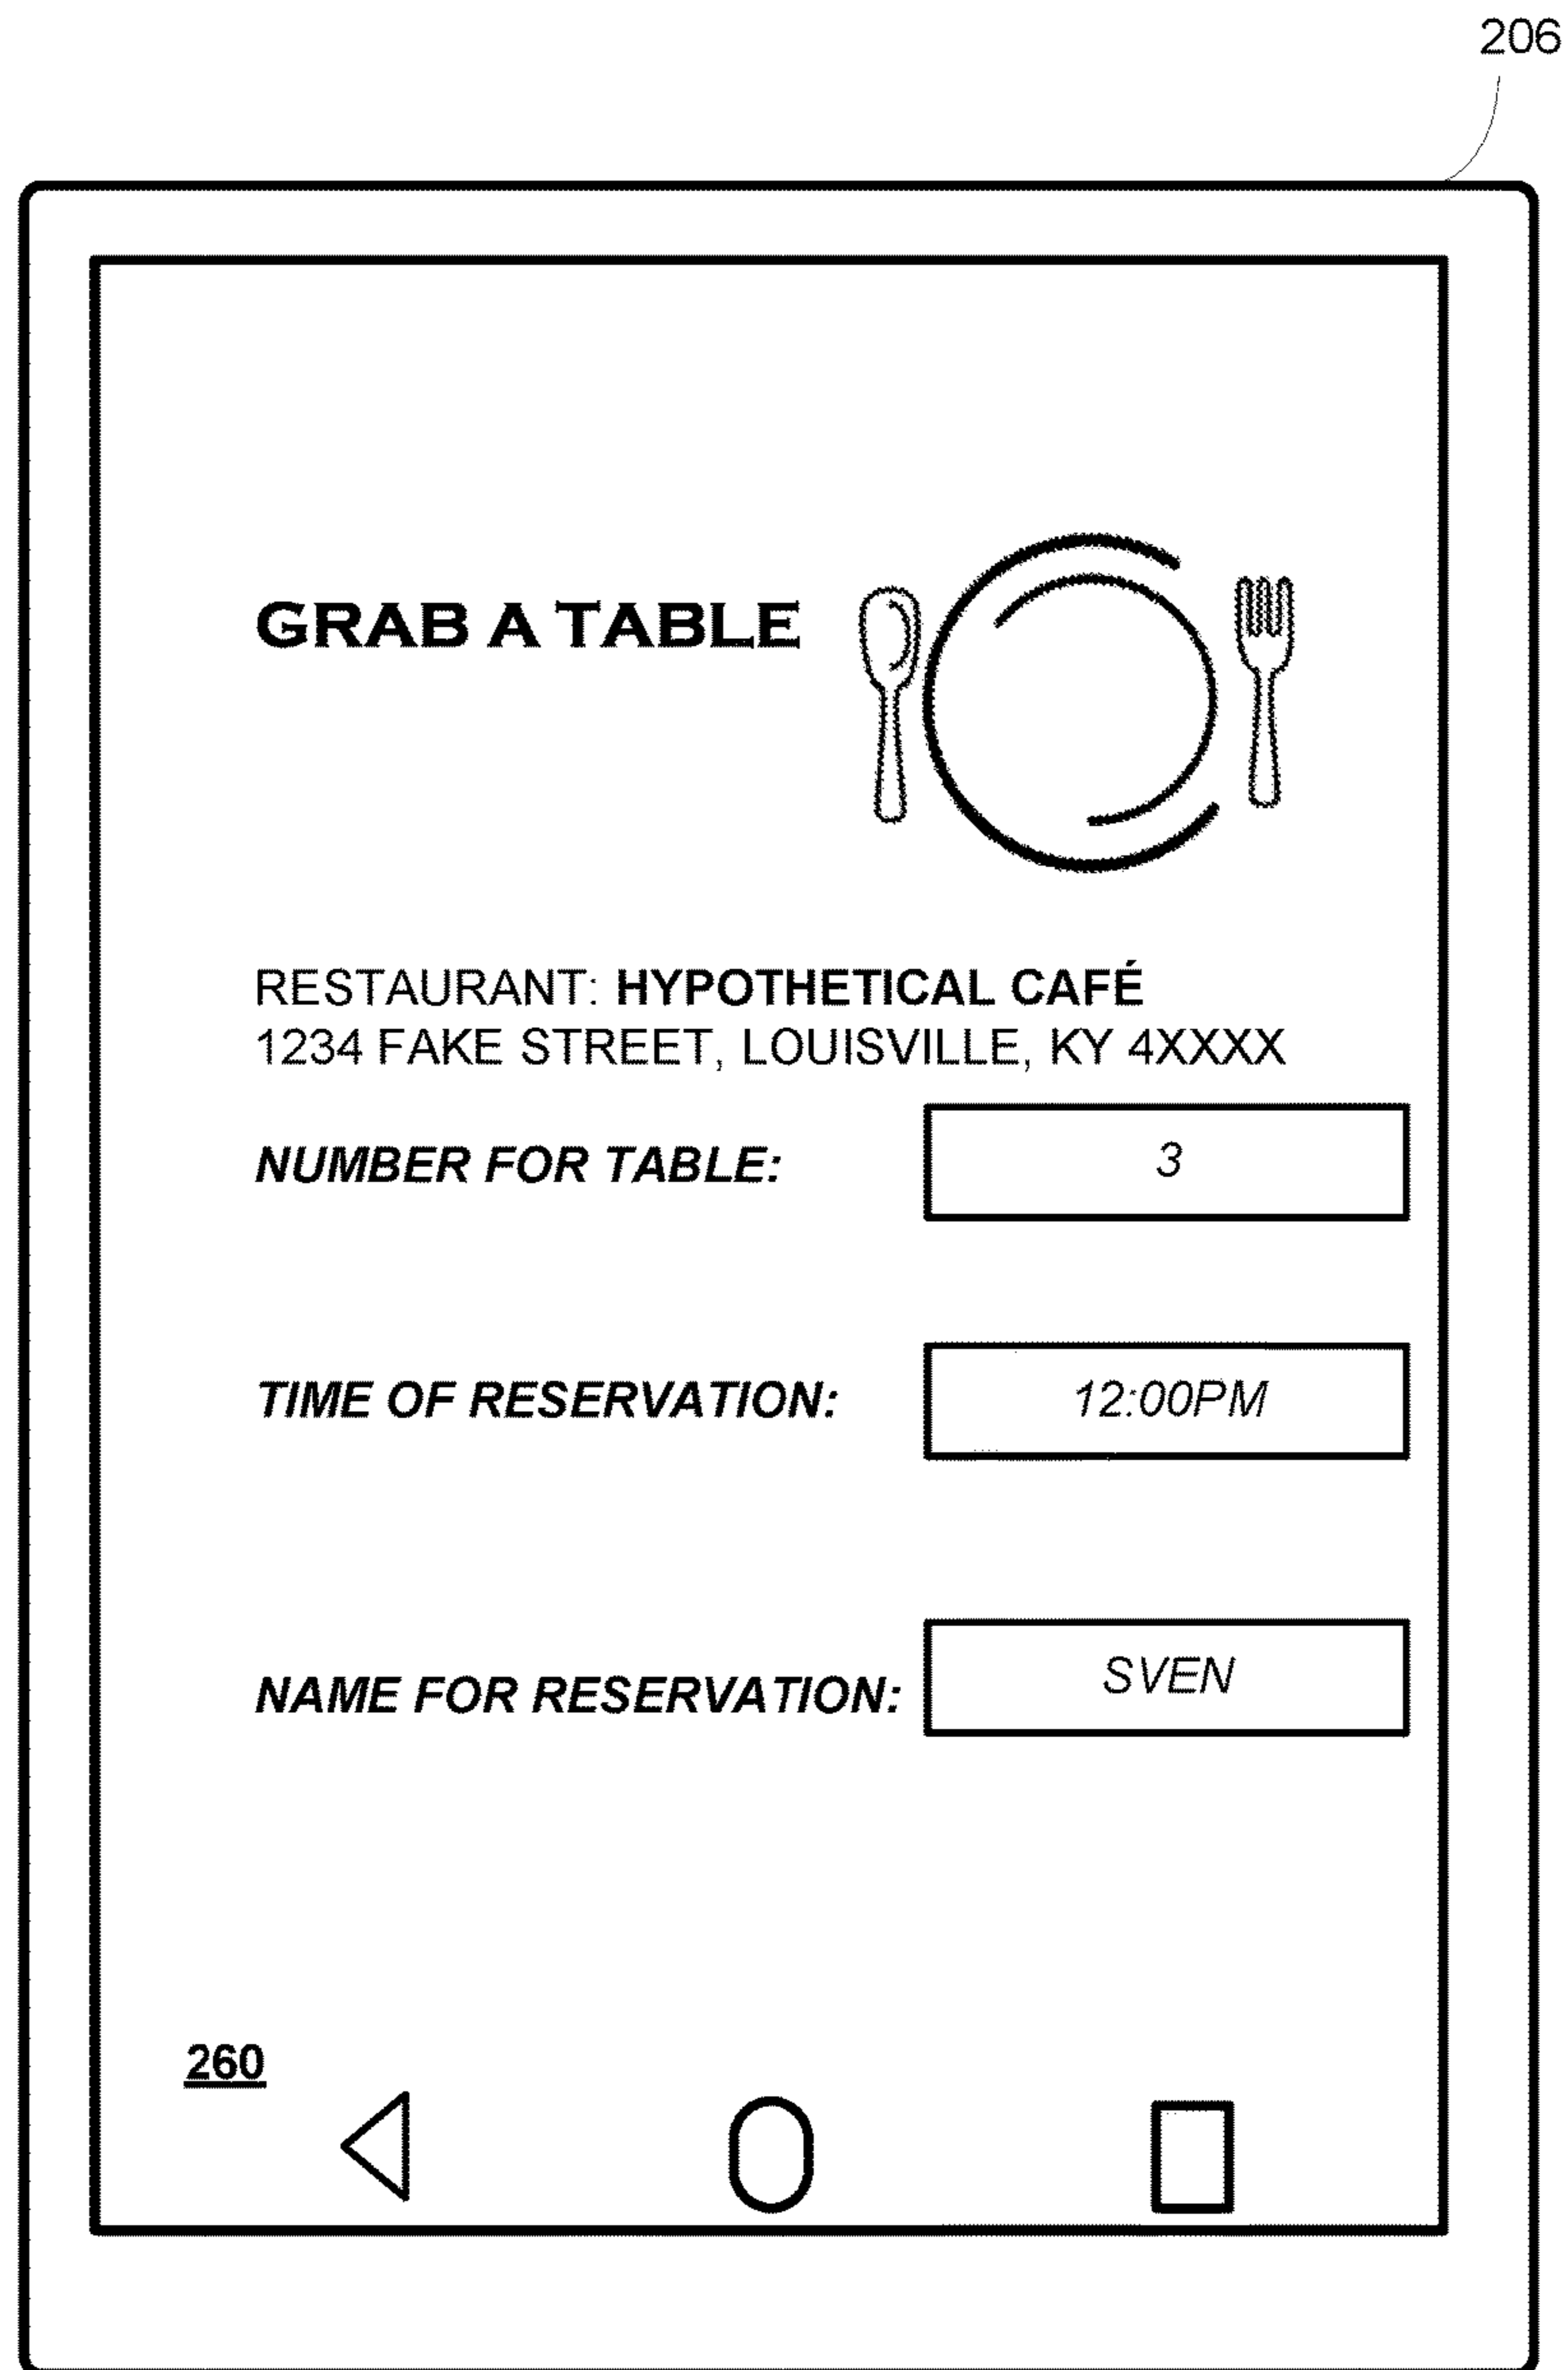 206
GRAB A TABLE
RESTAURANT: HYPOTHETICAL CAFÉ
1234 FAKE STREET, LOUISVILLE, KY 4XXXX
NUMBER FOR TABLE: 3
TIME OF RESERVATION: 12:00PM
NAME FOR RESERVATION: SVEN
260